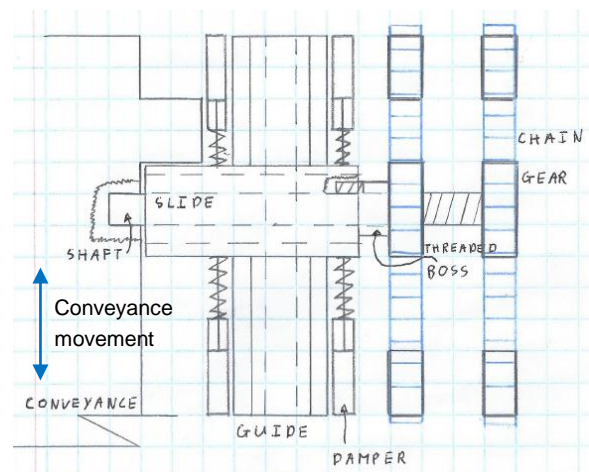 CHAIN
GEAR
SLIDE
SHAFT
THREADED
BOSS
Conveyance
movement
CONVEYANCE
GUIDE
DAMPER